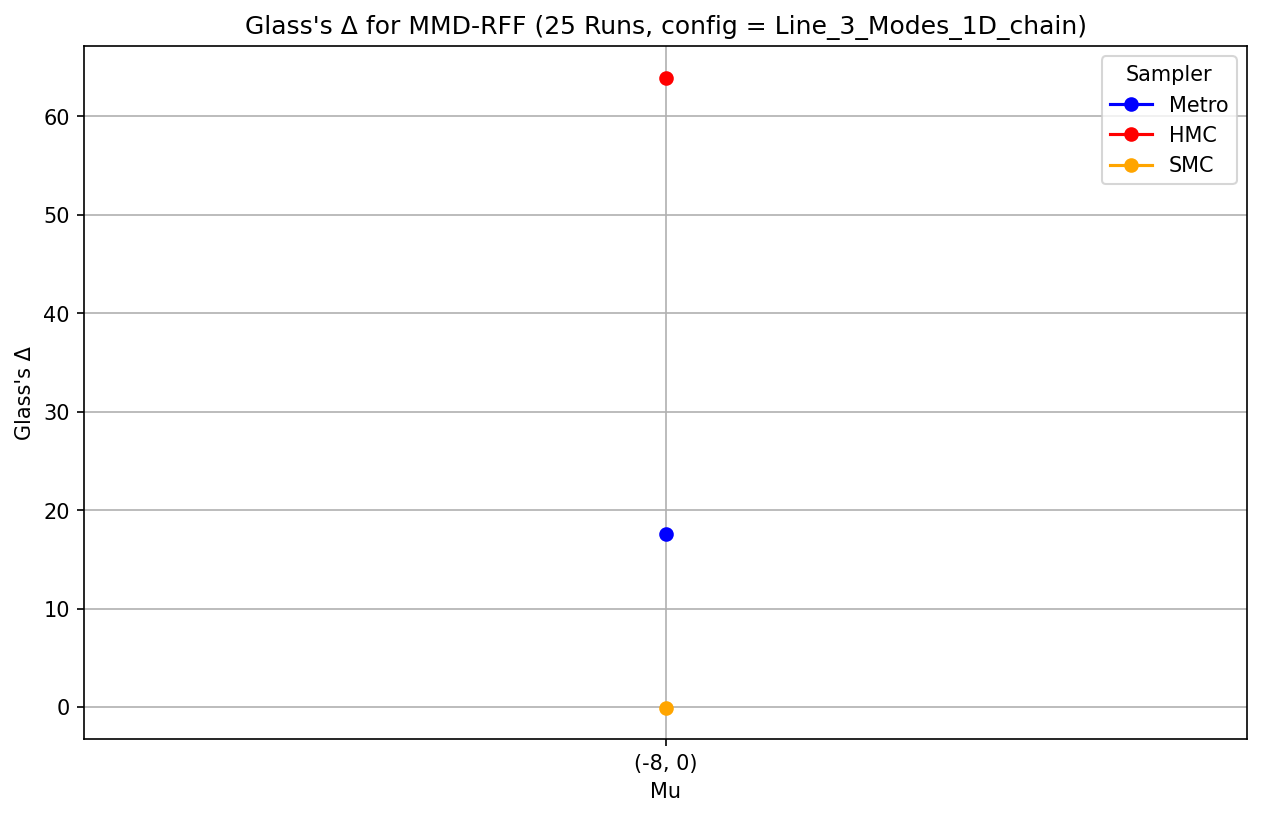 Glass's Δ for MMD-RFF (25 Runs, config = Line_3_Modes_1D_chain)
Sampler
Metro
HMC
SMC
60
50
40
30
20
10
0
Glass's Δ
(-8, 0)
Mu